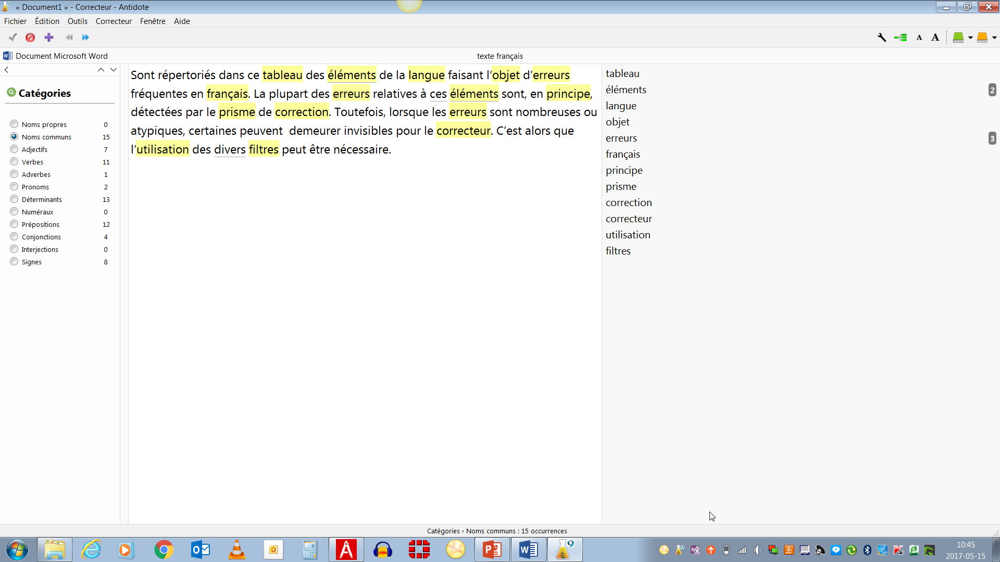 « Document1 » - Correcteur - Antidote
Fichier Édition Outils Correcteur Fenêtre Aide
A A
Document Microsoft Word
texte français
Catégories
Noms propres 0
Noms communs 15
Adjectifs 7
Verbes 11
Adverbes 1
Pronoms 2
Déterminants 13
Numéraux 0
Prépositions 12
Conjonctions 4
Interjections 0
Signes 8
Sont répertoriés dans ce tableau des éléments de la langue faisant l’objet d’erreurs
fréquentes en français. La plupart des erreurs relatives à ces éléments sont, en principe,
détectées par le prisme de correction. Toutefois, lorsque les erreurs sont nombreuses ou
atypiques, certaines peuvent  demeurer invisibles pour le correcteur. C’est alors que
l’utilisation des divers filtres peut être nécessaire.
tableau
éléments 2
langue
objet
erreurs 3
français
principe
prisme
correction
correcteur
utilisation
filtres
Catégories › Noms communs : 15 occurrences
10:45
2017-05-15